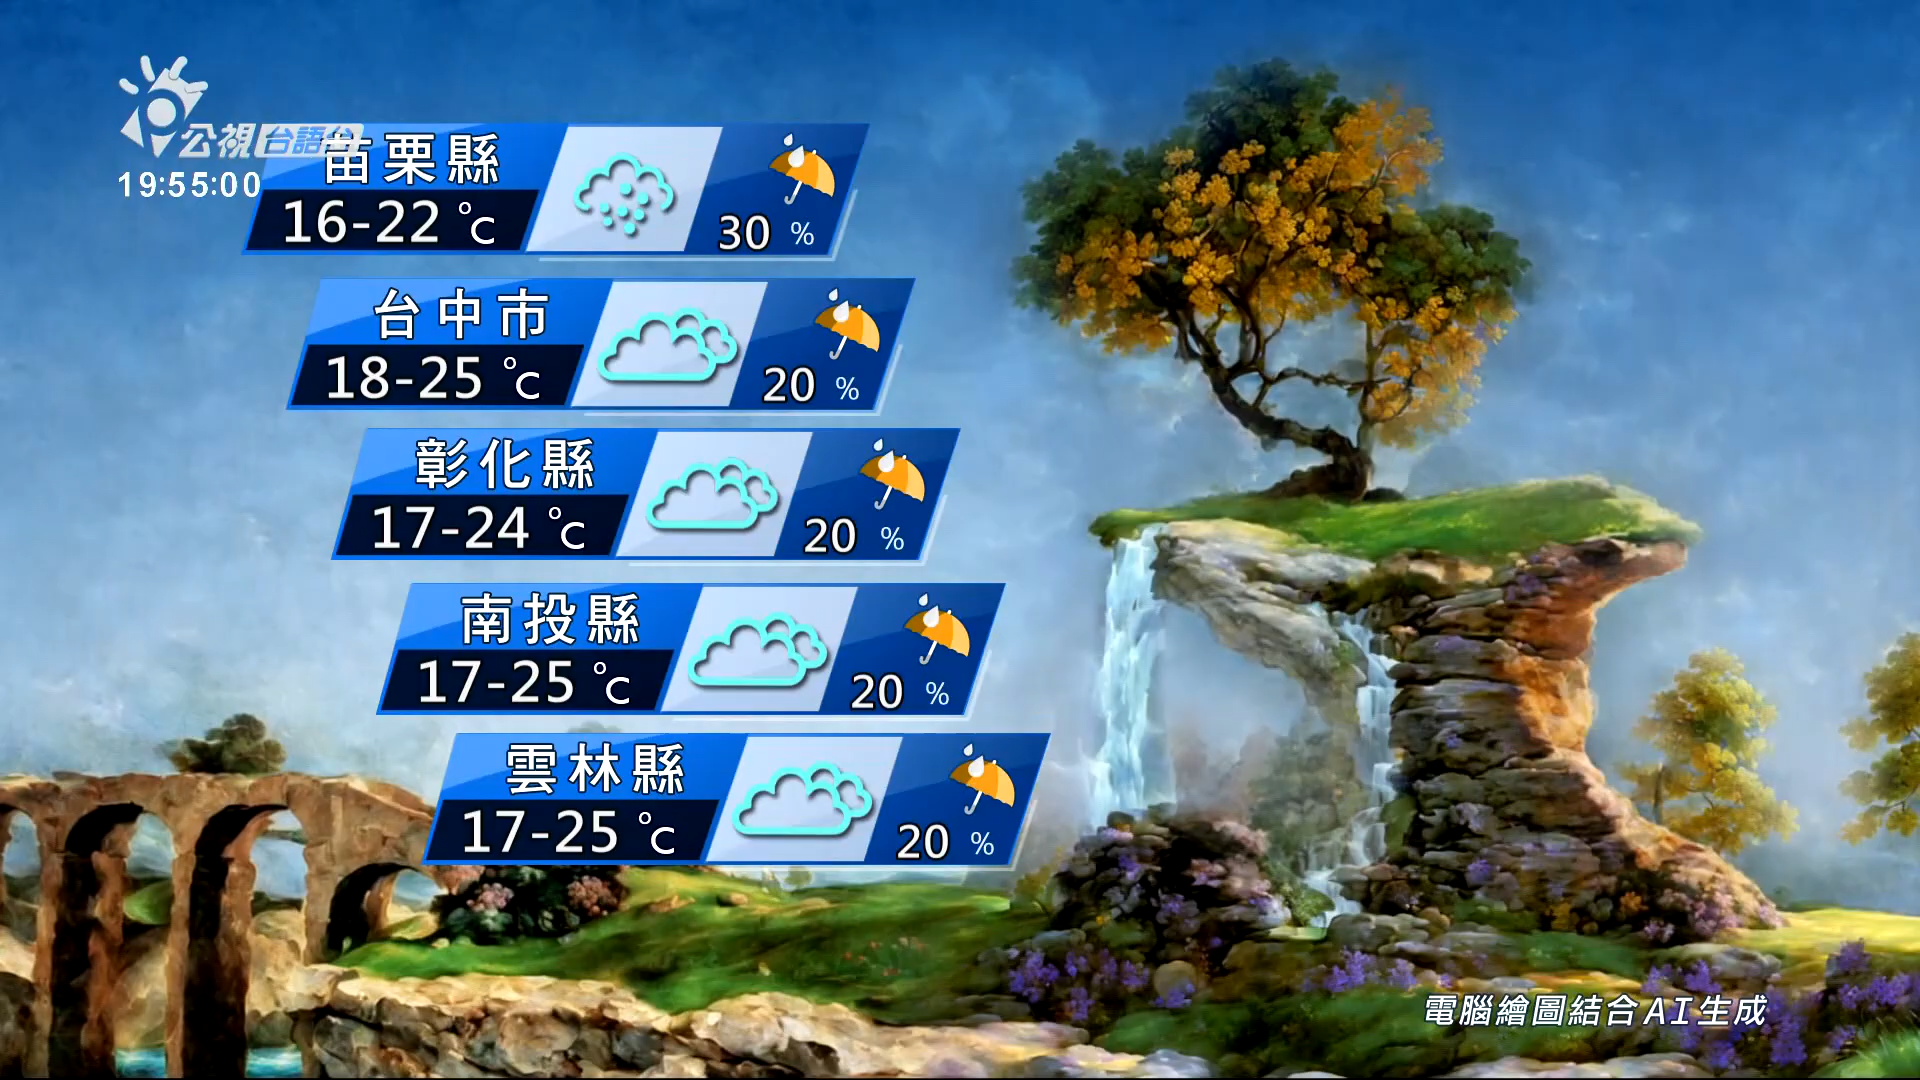 公視台語台
19:55:00
苗栗縣
16-22 °C
30 %
台中市
18-25 °C
20 %
彰化縣
17-24 °C
20 %
南投縣
17-25 °C
20 %
雲林縣
17-25 °C
20 %
電腦繪圖結合AI生成